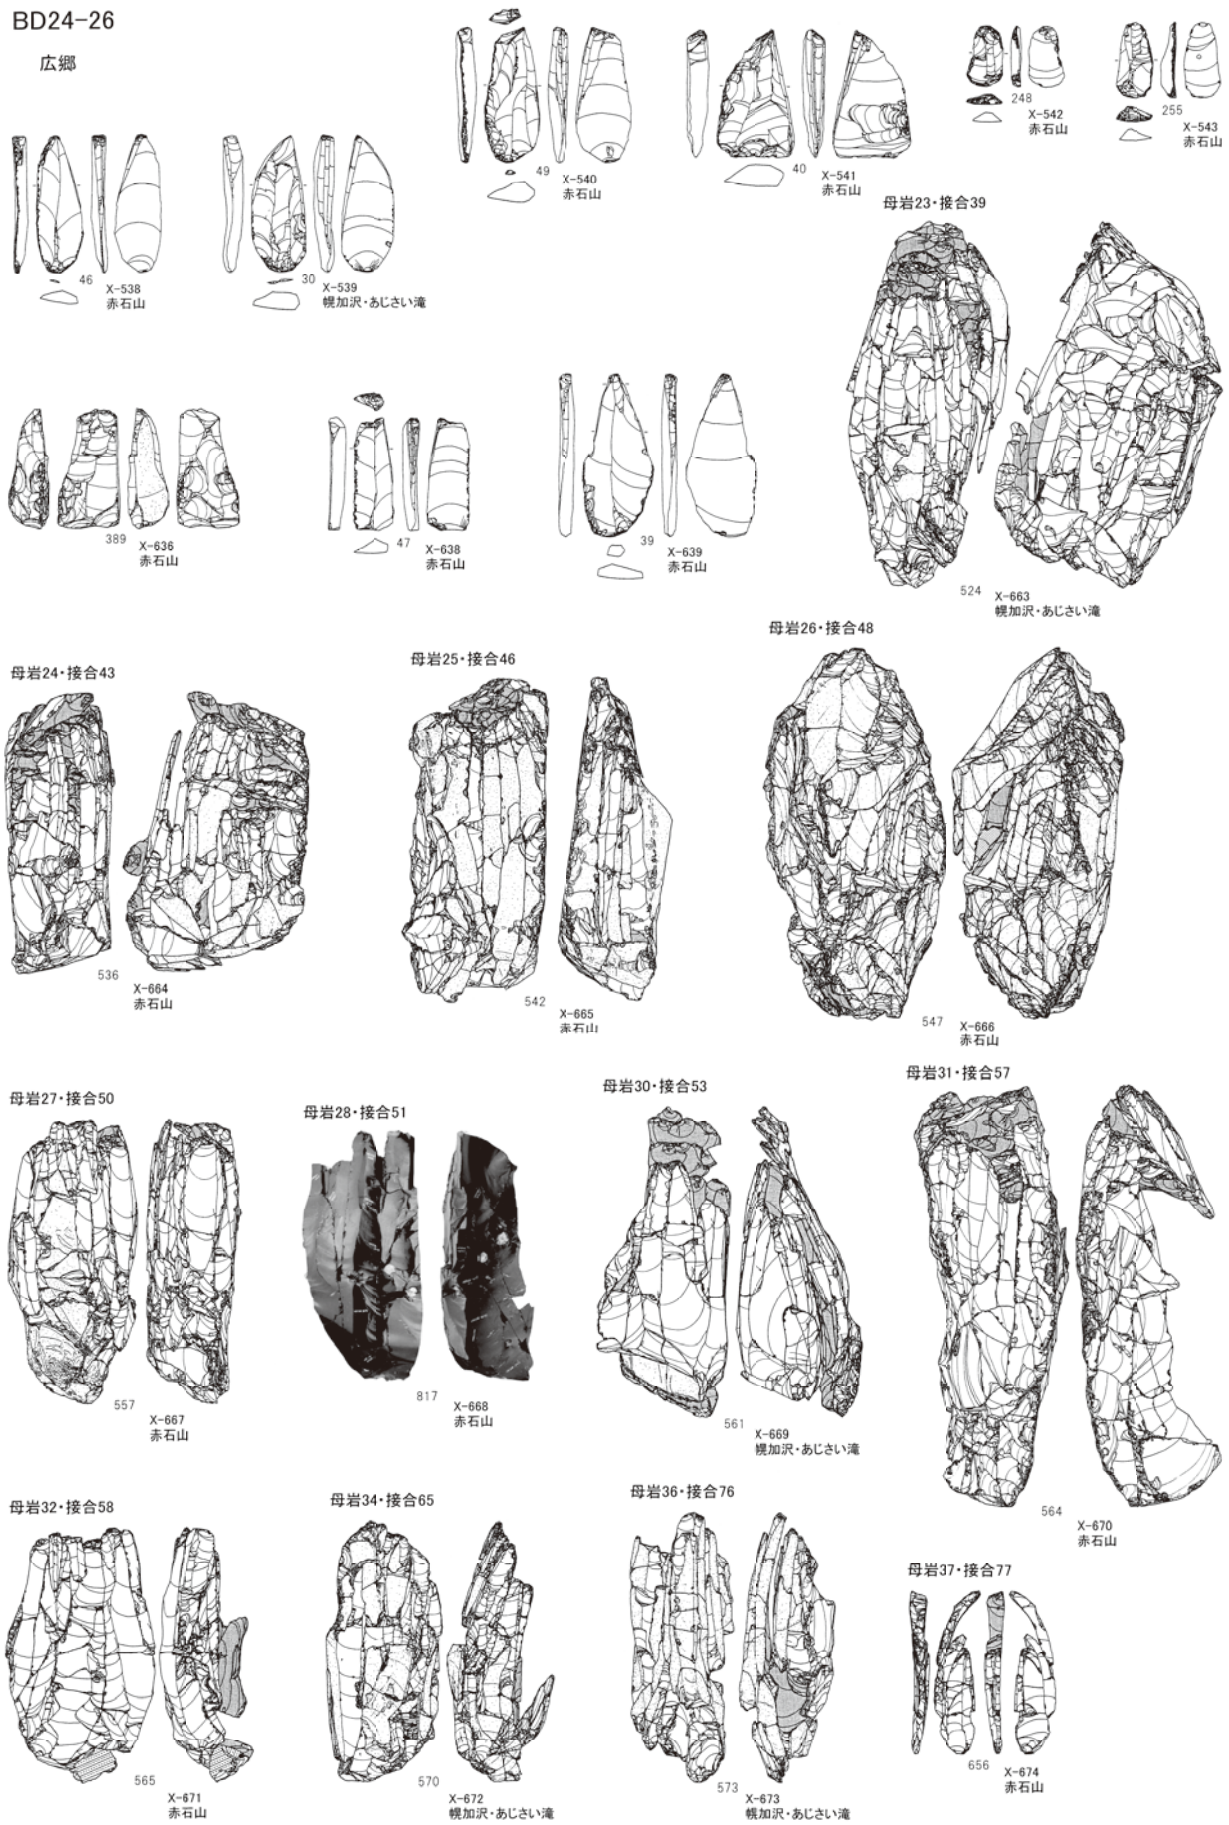 BD24-26
広郷
46
X-538
赤石山
30
X-539
幌加沢・あじさい滝
49
X-540
赤石山
40
X-541
赤石山
248
X-542
赤石山
255
X-543
赤石山
389
X-636
赤石山
47
X-638
赤石山
39
X-639
赤石山
母岩23・接合39
524
X-663
幌加沢・あじさい滝
母岩24・接合43
536
X-664
赤石山
母岩25・接合46
542
X-665
赤石山
母岩26・接合48
547
X-666
赤石山
母岩27・接合50
557
X-667
赤石山
母岩28・接合51
817
X-668
赤石山
母岩30・接合53
561
X-669
幌加沢・あじさい滝
母岩31・接合57
564
X-670
赤石山
母岩32・接合58
565
X-671
赤石山
母岩34・接合65
570
X-672
幌加沢・あじさい滝
母岩36・接合76
573
X-673
幌加沢・あじさい滝
母岩37・接合77
656
X-674
赤石山